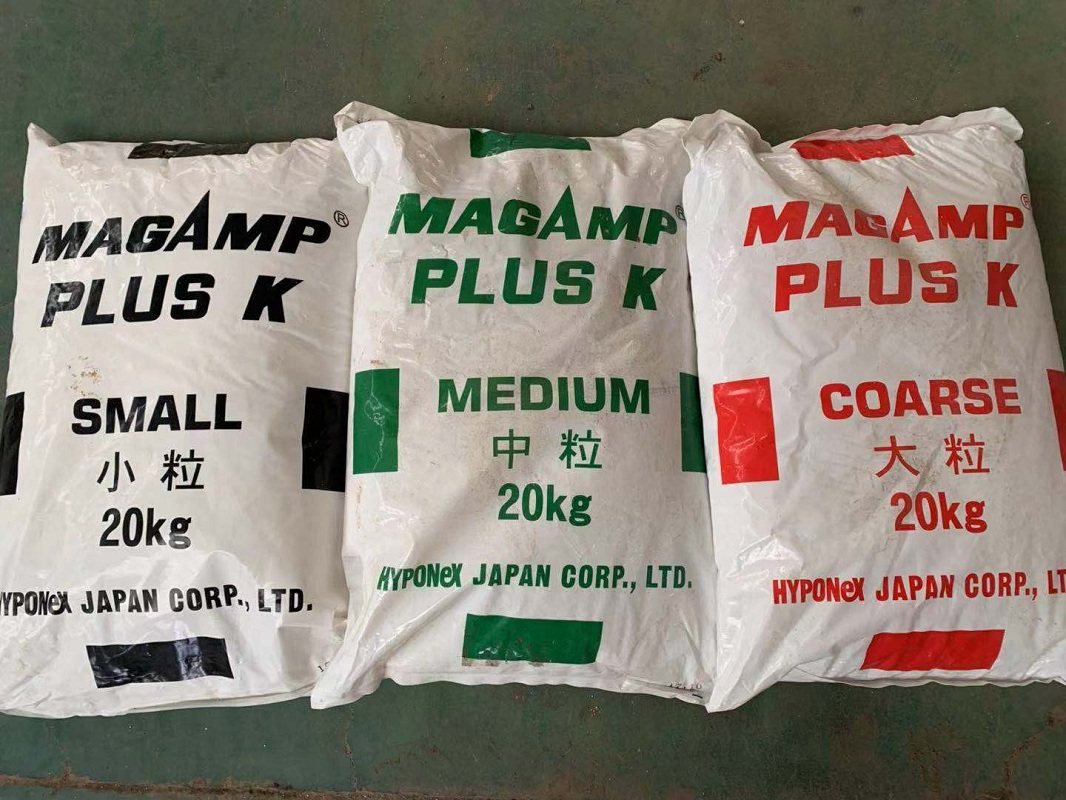 MAGAMP®
PLUS K
SMALL
小粒
20kg
HYPONeX JAPAN CORP., LTD.
MAGAMP®
PLUS K
MEDIUM
中粒
20kg
HYPONeX JAPAN CORP., LTD.
MAGAMP®
PLUS K
COARSE
大粒
20kg
HYPONeX JAPAN CORP., LT